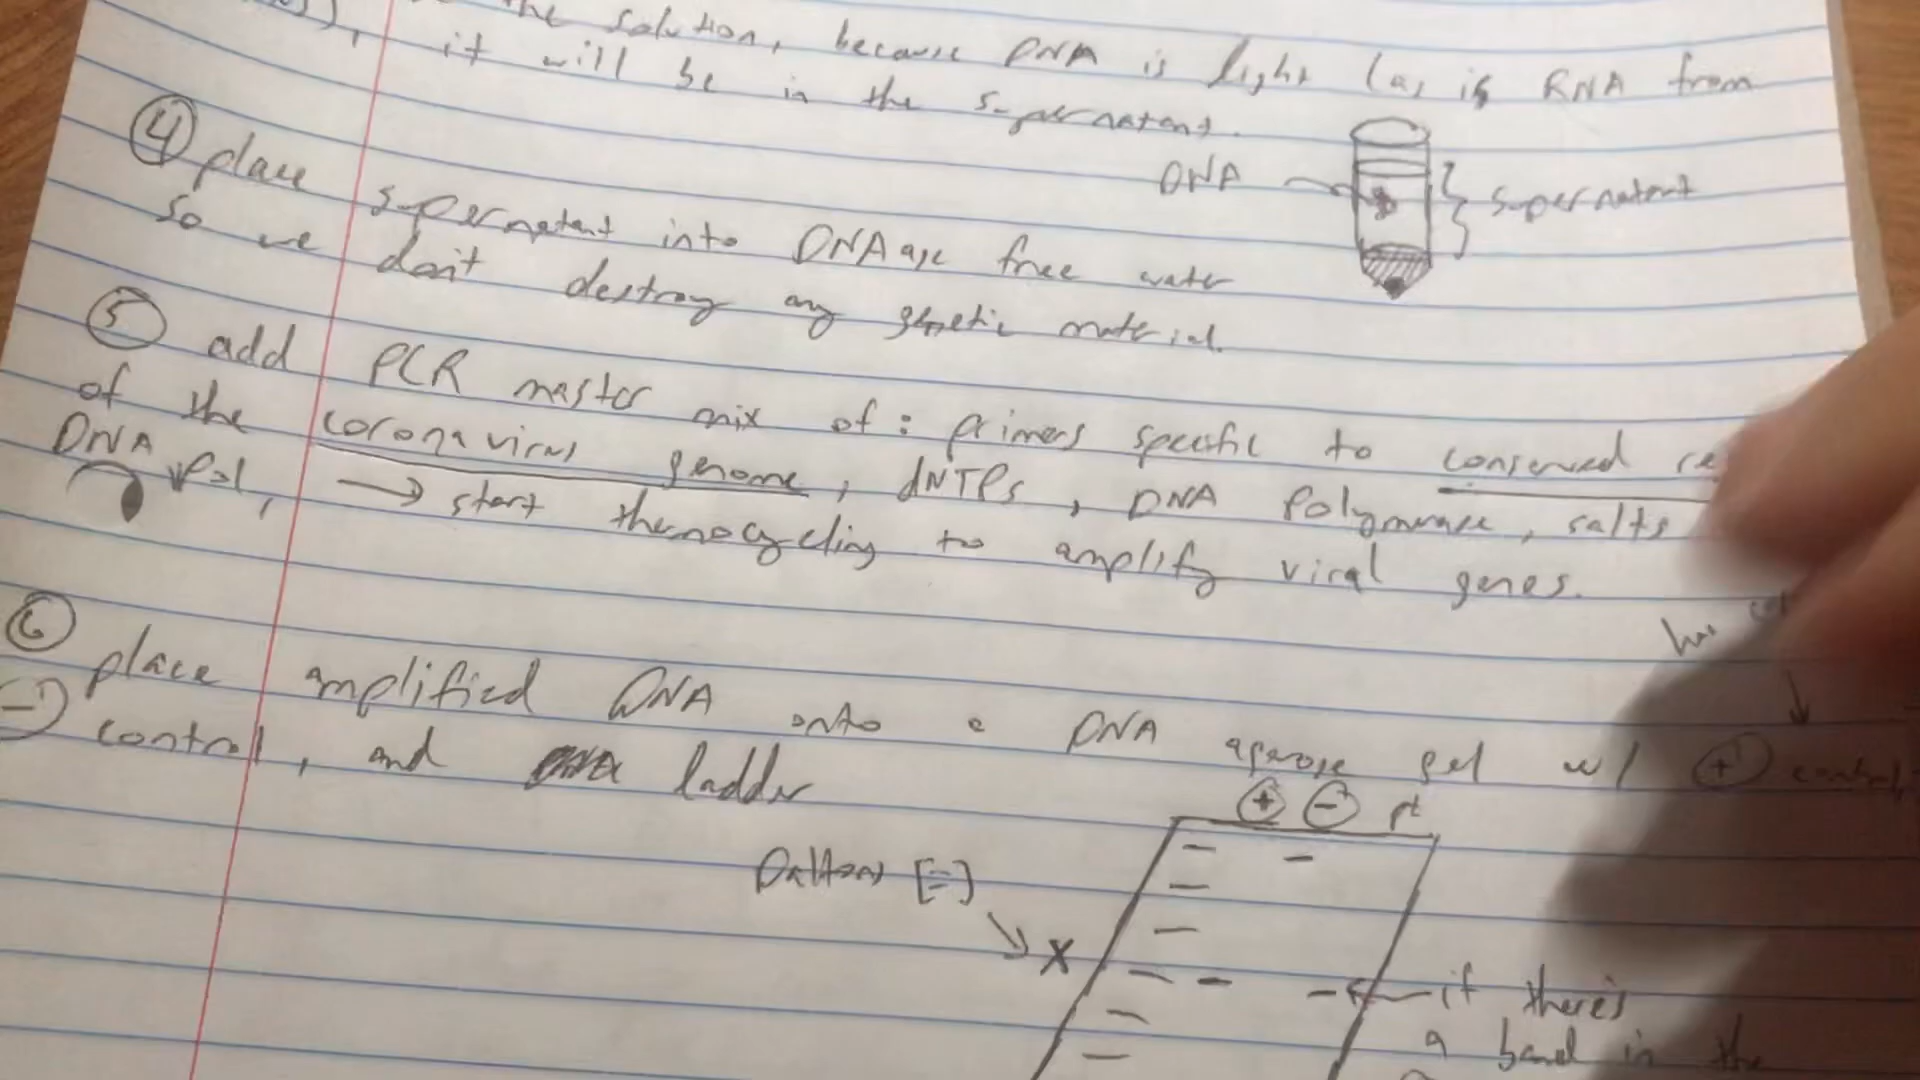 the solution, because DNA is light (as is RNA from
it will be in the supernatant.
DNA
supernatant
④ place supernatant into DNAase free water
so we don't destroy any genetic material.
⑤ add PCR master mix of: primers specific to conserved re
of the coronavirus genome, dNTPs, DNA Polymerase, salts
DNA Pol, → start thermocycling to amplify viral genes.
has
⑥ place amplified DNA onto a DNA agarose gel w/ ⊕ control,
⊖ control, and ladder
⊕ ⊖ pt
Daltons [=]
X
if there's
a band in the